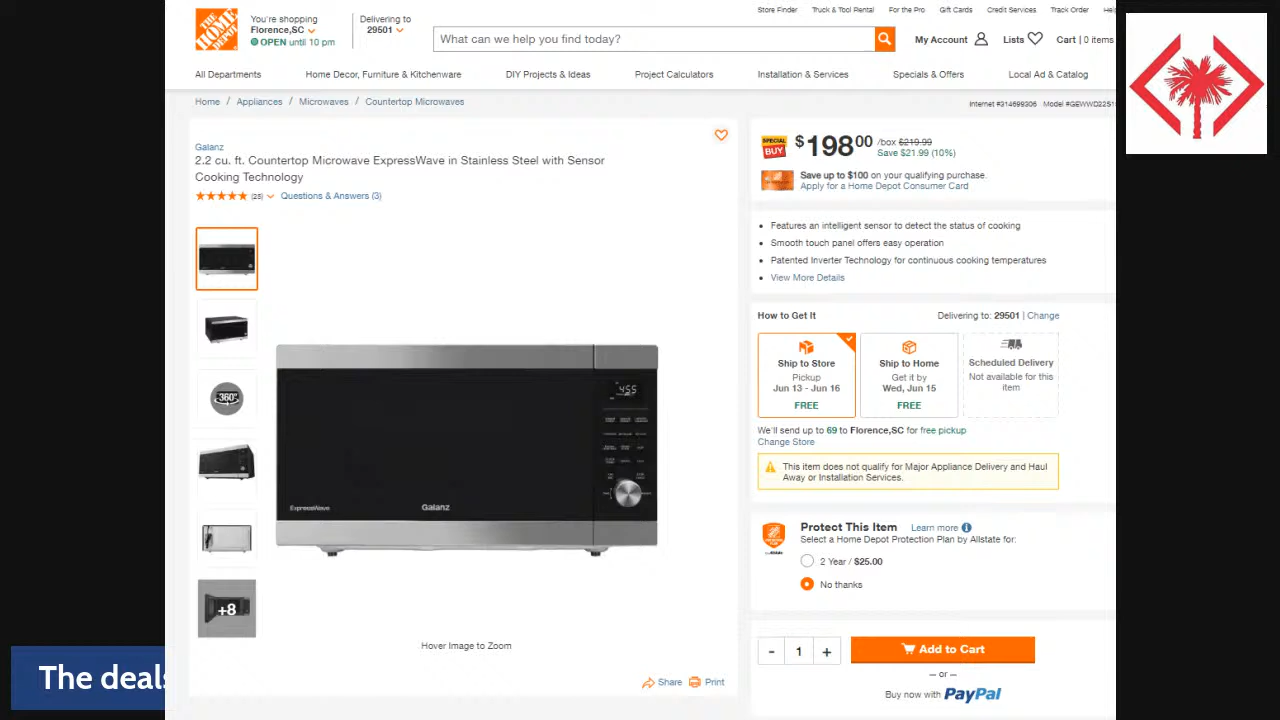 THE HOME DEPOT
You're shopping
Florence,SC
OPEN until 10 pm
Delivering to
29501
Store Finder Truck & Tool Rental For the Pro Gift Cards Credit Services Track Order
What can we help you find today?
My Account Lists Cart | 0 items
All Departments Home Decor, Furniture & Kitchenware DIY Projects & Ideas Project Calculators Installation & Services Specials & Offers Local Ad & Catalog
Home / Appliances / Microwaves / Countertop Microwaves
Internet #314699306
Galanz
2.2 cu. ft. Countertop Microwave ExpressWave in Stainless Steel with Sensor
Cooking Technology
(25) Questions & Answers (3)
360°
+8
4:55
ExpressWave Galanz
Hover Image to Zoom
Share Print
SPECIAL BUY
$198.00 /box $219.99
Save $21.99 (10%)
Save up to $100 on your qualifying purchase.
Apply for a Home Depot Consumer Card
Features an intelligent sensor to detect the status of cooking
Smooth touch panel offers easy operation
Patented Inverter Technology for continuous cooking temperatures
View More Details
How to Get It
Delivering to: 29501 | Change
Ship to Store
Pickup
Jun 13 - Jun 16
FREE
Ship to Home
Get it by
Wed, Jun 15
FREE
Scheduled Delivery
Not available for this
item
We'll send up to 69 to Florence,SC for free pickup
Change Store
This item does not qualify for Major Appliance Delivery and Haul
Away or Installation Services.
Protect This Item Learn more
Select a Home Depot Protection Plan by Allstate for:
2 Year / $25.00
No thanks
- 1 +
Add to Cart
— or —
Buy now with PayPal
The deals